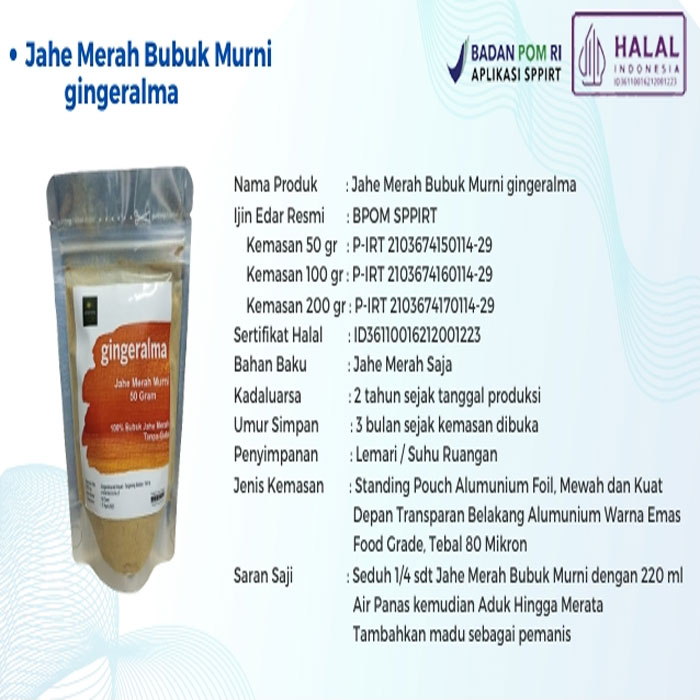 • Jahe Merah Bubuk Murni
gingeralma
BADAN POM RI
APLIKASI SPPIRT
HALAL
INDONESIA
ID36110016212001223
Nama Produk : Jahe Merah Bubuk Murni gingeralma
Ijin Edar Resmi : BPOM SPPIRT
Kemasan 50 gr : P-IRT 2103674150114-29
Kemasan 100 gr : P-IRT 2103674160114-29
Kemasan 200 gr : P-IRT 2103674170114-29
Sertifikat Halal : ID36110016212001223
Bahan Baku : Jahe Merah Saja
Kadaluarsa : 2 tahun sejak tanggal produksi
Umur Simpan : 3 bulan sejak kemasan dibuka
Penyimpanan : Lemari / Suhu Ruangan
Jenis Kemasan : Standing Pouch Alumunium Foil, Mewah dan Kuat
Depan Transparan Belakang Alumunium Warna Emas
Food Grade, Tebal 80 Mikron
Saran Saji : Seduh 1/4 sdt Jahe Merah Bubuk Murni dengan 220 ml
Air Panas kemudian Aduk Hingga Merata
Tambahkan madu sebagai pemanis
gingeralma
Jahe Merah Murni
50 Gram
100% Bubuk Jahe Merah